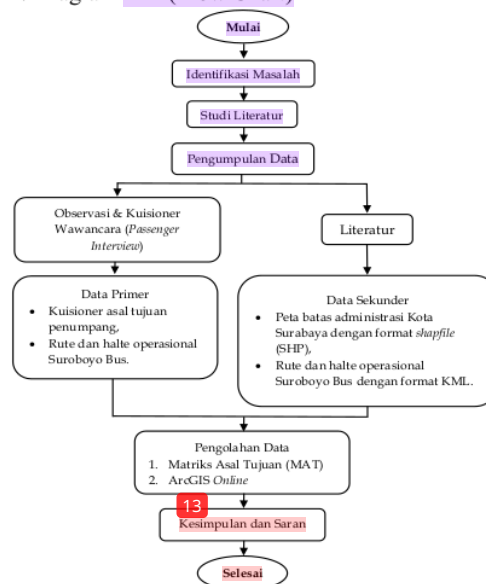 Mulai
Identifikasi Masalah
Studi Literatur
Pengumpulan Data
Observasi & Kuisioner
Wawancara (Passenger
Interview)
Literatur
Data Primer
• Kuisioner asal tujuan
penumpang,
• Rute dan halte operasional
Suroboyo Bus.
Data Sekunder
• Peta batas administrasi Kota
Surabaya dengan format shapfile
(SHP),
• Rute dan halte operasional
Suroboyo Bus dengan format KML.
Pengolahan Data
1. Matriks Asal Tujuan (MAT)
2. ArcGIS Online
13
Kesimpulan dan Saran
Selesai